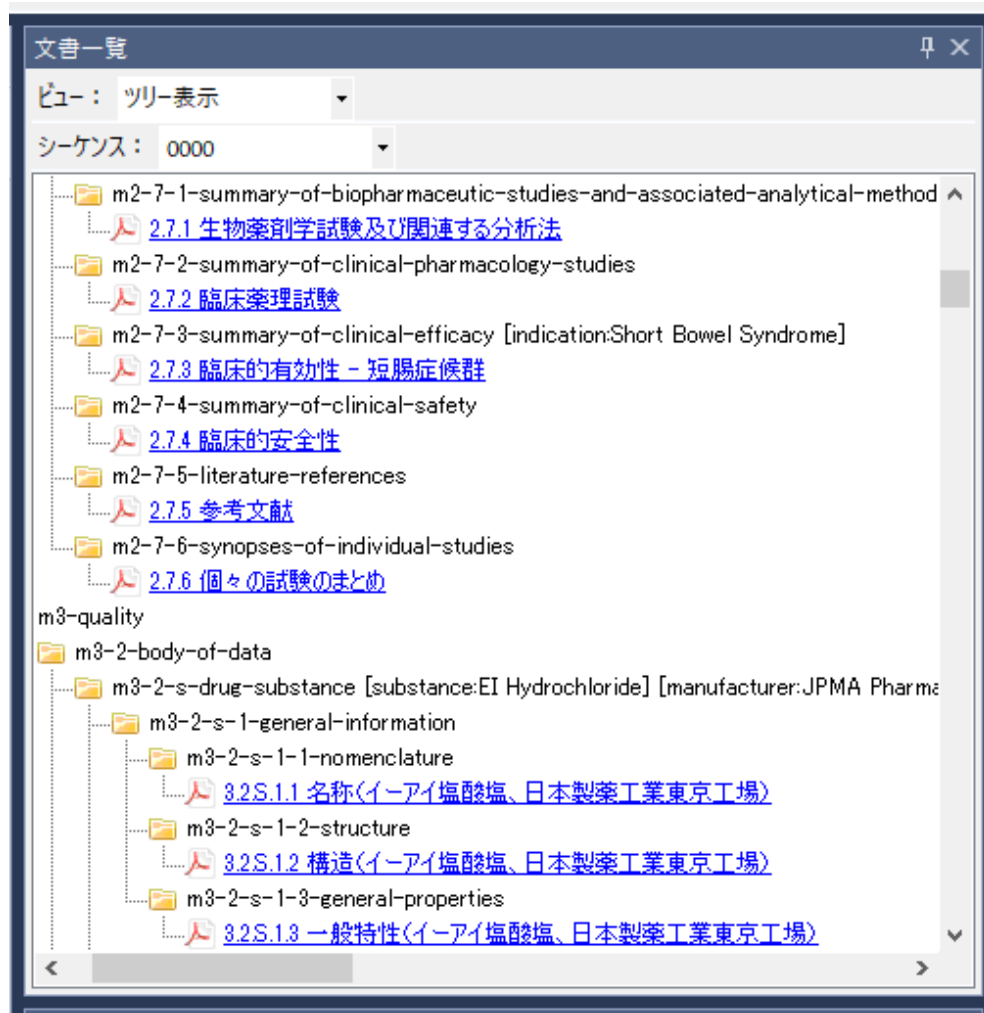 文書一覧
ビュー： ツリー表示
シーケンス： 0000
m2-7-1-summary-of-biopharmaceutic-studies-and-associated-analytical-method
2.7.1 生物薬剤学試験及び関連する分析法
m2-7-2-summary-of-clinical-pharmacology-studies
2.7.2 臨床薬理試験
m2-7-3-summary-of-clinical-efficacy [indication:Short Bowel Syndrome]
2.7.3 臨床的有効性 - 短腸症候群
m2-7-4-summary-of-clinical-safety
2.7.4 臨床的安全性
m2-7-5-literature-references
2.7.5 参考文献
m2-7-6-synopses-of-individual-studies
2.7.6 個々の試験のまとめ
m3-quality
m3-2-body-of-data
m3-2-s-drug-substance [substance:EI Hydrochloride] [manufacturer:JPMA Pharma
m3-2-s-1-general-information
m3-2-s-1-1-nomenclature
3.2.S.1.1 名称(イーアイ塩酸塩、日本製薬工業東京工場)
m3-2-s-1-2-structure
3.2.S.1.2 構造(イーアイ塩酸塩、日本製薬工業東京工場)
m3-2-s-1-3-general-properties
3.2.S.1.3 一般特性(イーアイ塩酸塩、日本製薬工業東京工場)